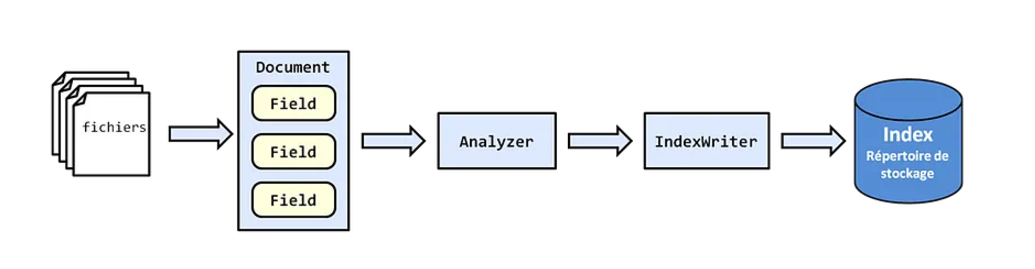 fichiers
Document
Field
Field
Field
Analyzer
IndexWriter
Index
Répertoire de
stockage